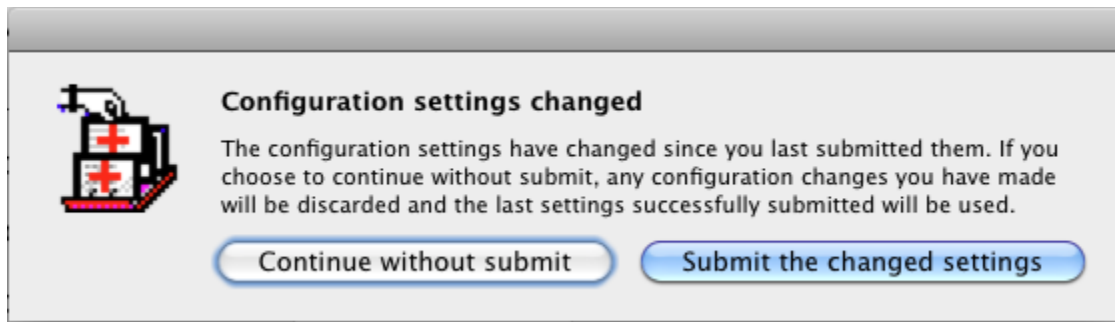 Configuration settings changed
The configuration settings have changed since you last submitted them. If you
choose to continue without submit, any configuration changes you have made
will be discarded and the last settings successfully submitted will be used.
Continue without submit
Submit the changed settings